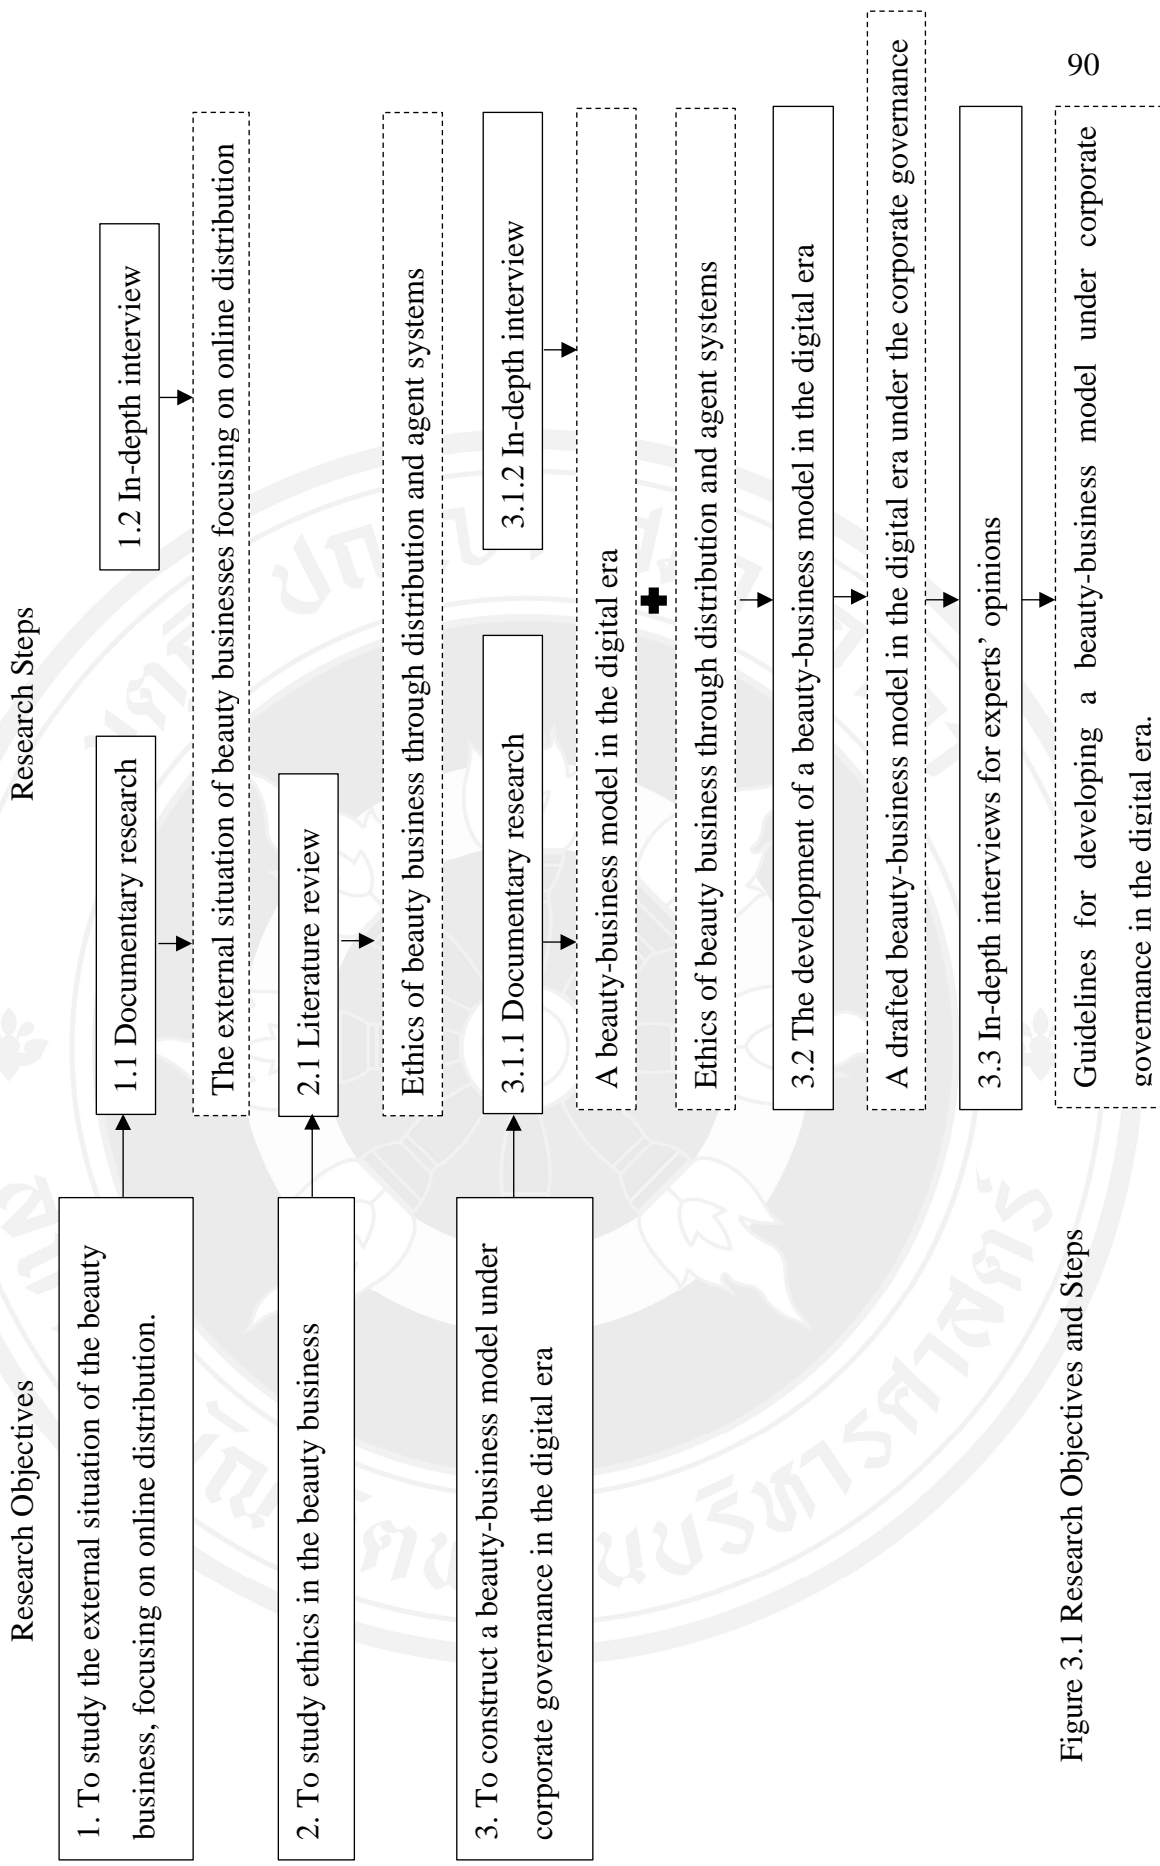 90
Research Objectives
Research Steps
1. To study the external situation of the beauty
business, focusing on online distribution.
1.1 Documentary research
1.2 In-depth interview
The external situation of beauty businesses focusing on online distribution
2. To study ethics in the beauty business
2.1 Literature review
Ethics of beauty business through distribution and agent systems
3. To construct a beauty-business model under
corporate governance in the digital era
3.1.1 Documentary research
3.1.2 In-depth interview
A beauty-business model in the digital era
Ethics of beauty business through distribution and agent systems
3.2 The development of a beauty-business model in the digital era
A drafted beauty-business model in the digital era under the corporate governance
3.3 In-depth interviews for experts’ opinions
Guidelines for developing a beauty-business model under corporate
governance in the digital era.
Figure 3.1 Research Objectives and Steps